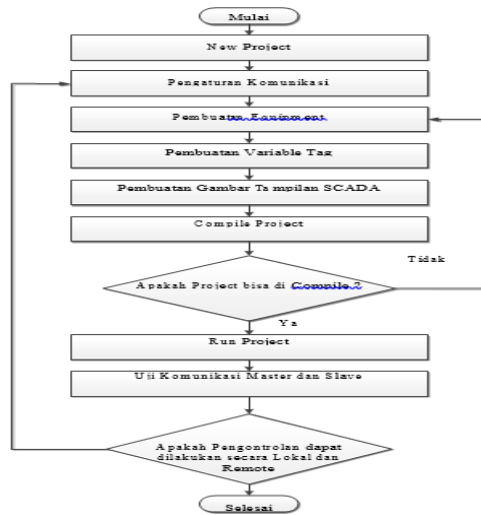 Mulai
New Project
Pengaturan Komunikasi
Pembuatan Equipment
Pembuatan Variable Tag
Pembuatan Gambar Tampilan SCADA
Compile Project
Tidak
Apakah Project bisa di Compile ?
Ya
Run Project
Uji Komunikasi Master dan Slave
Apakah Pengontrolan dapat
dilakukan secara Lokal dan
Remote
Selesai